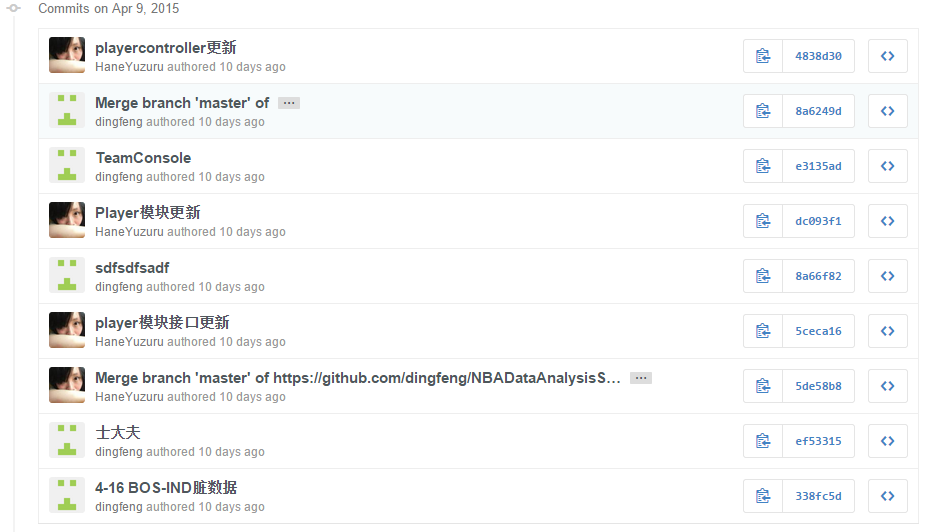 Commits on Apr 9, 2015
playercontroller更新
HaneYuzuru authored 10 days ago
4838d30
Merge branch 'master' of …
dingfeng authored 10 days ago
8a6249d
TeamConsole
dingfeng authored 10 days ago
e3135ad
Player模块更新
HaneYuzuru authored 10 days ago
dc093f1
sdfsdfsadf
dingfeng authored 10 days ago
8a66f82
player模块接口更新
HaneYuzuru authored 10 days ago
5ceca16
Merge branch 'master' of https://github.com/dingfeng/NBADataAnalysisS… …
HaneYuzuru authored 10 days ago
5de58b8
士大夫
dingfeng authored 10 days ago
ef53315
4-16 BOS-IND脏数据
dingfeng authored 10 days ago
338fc5d